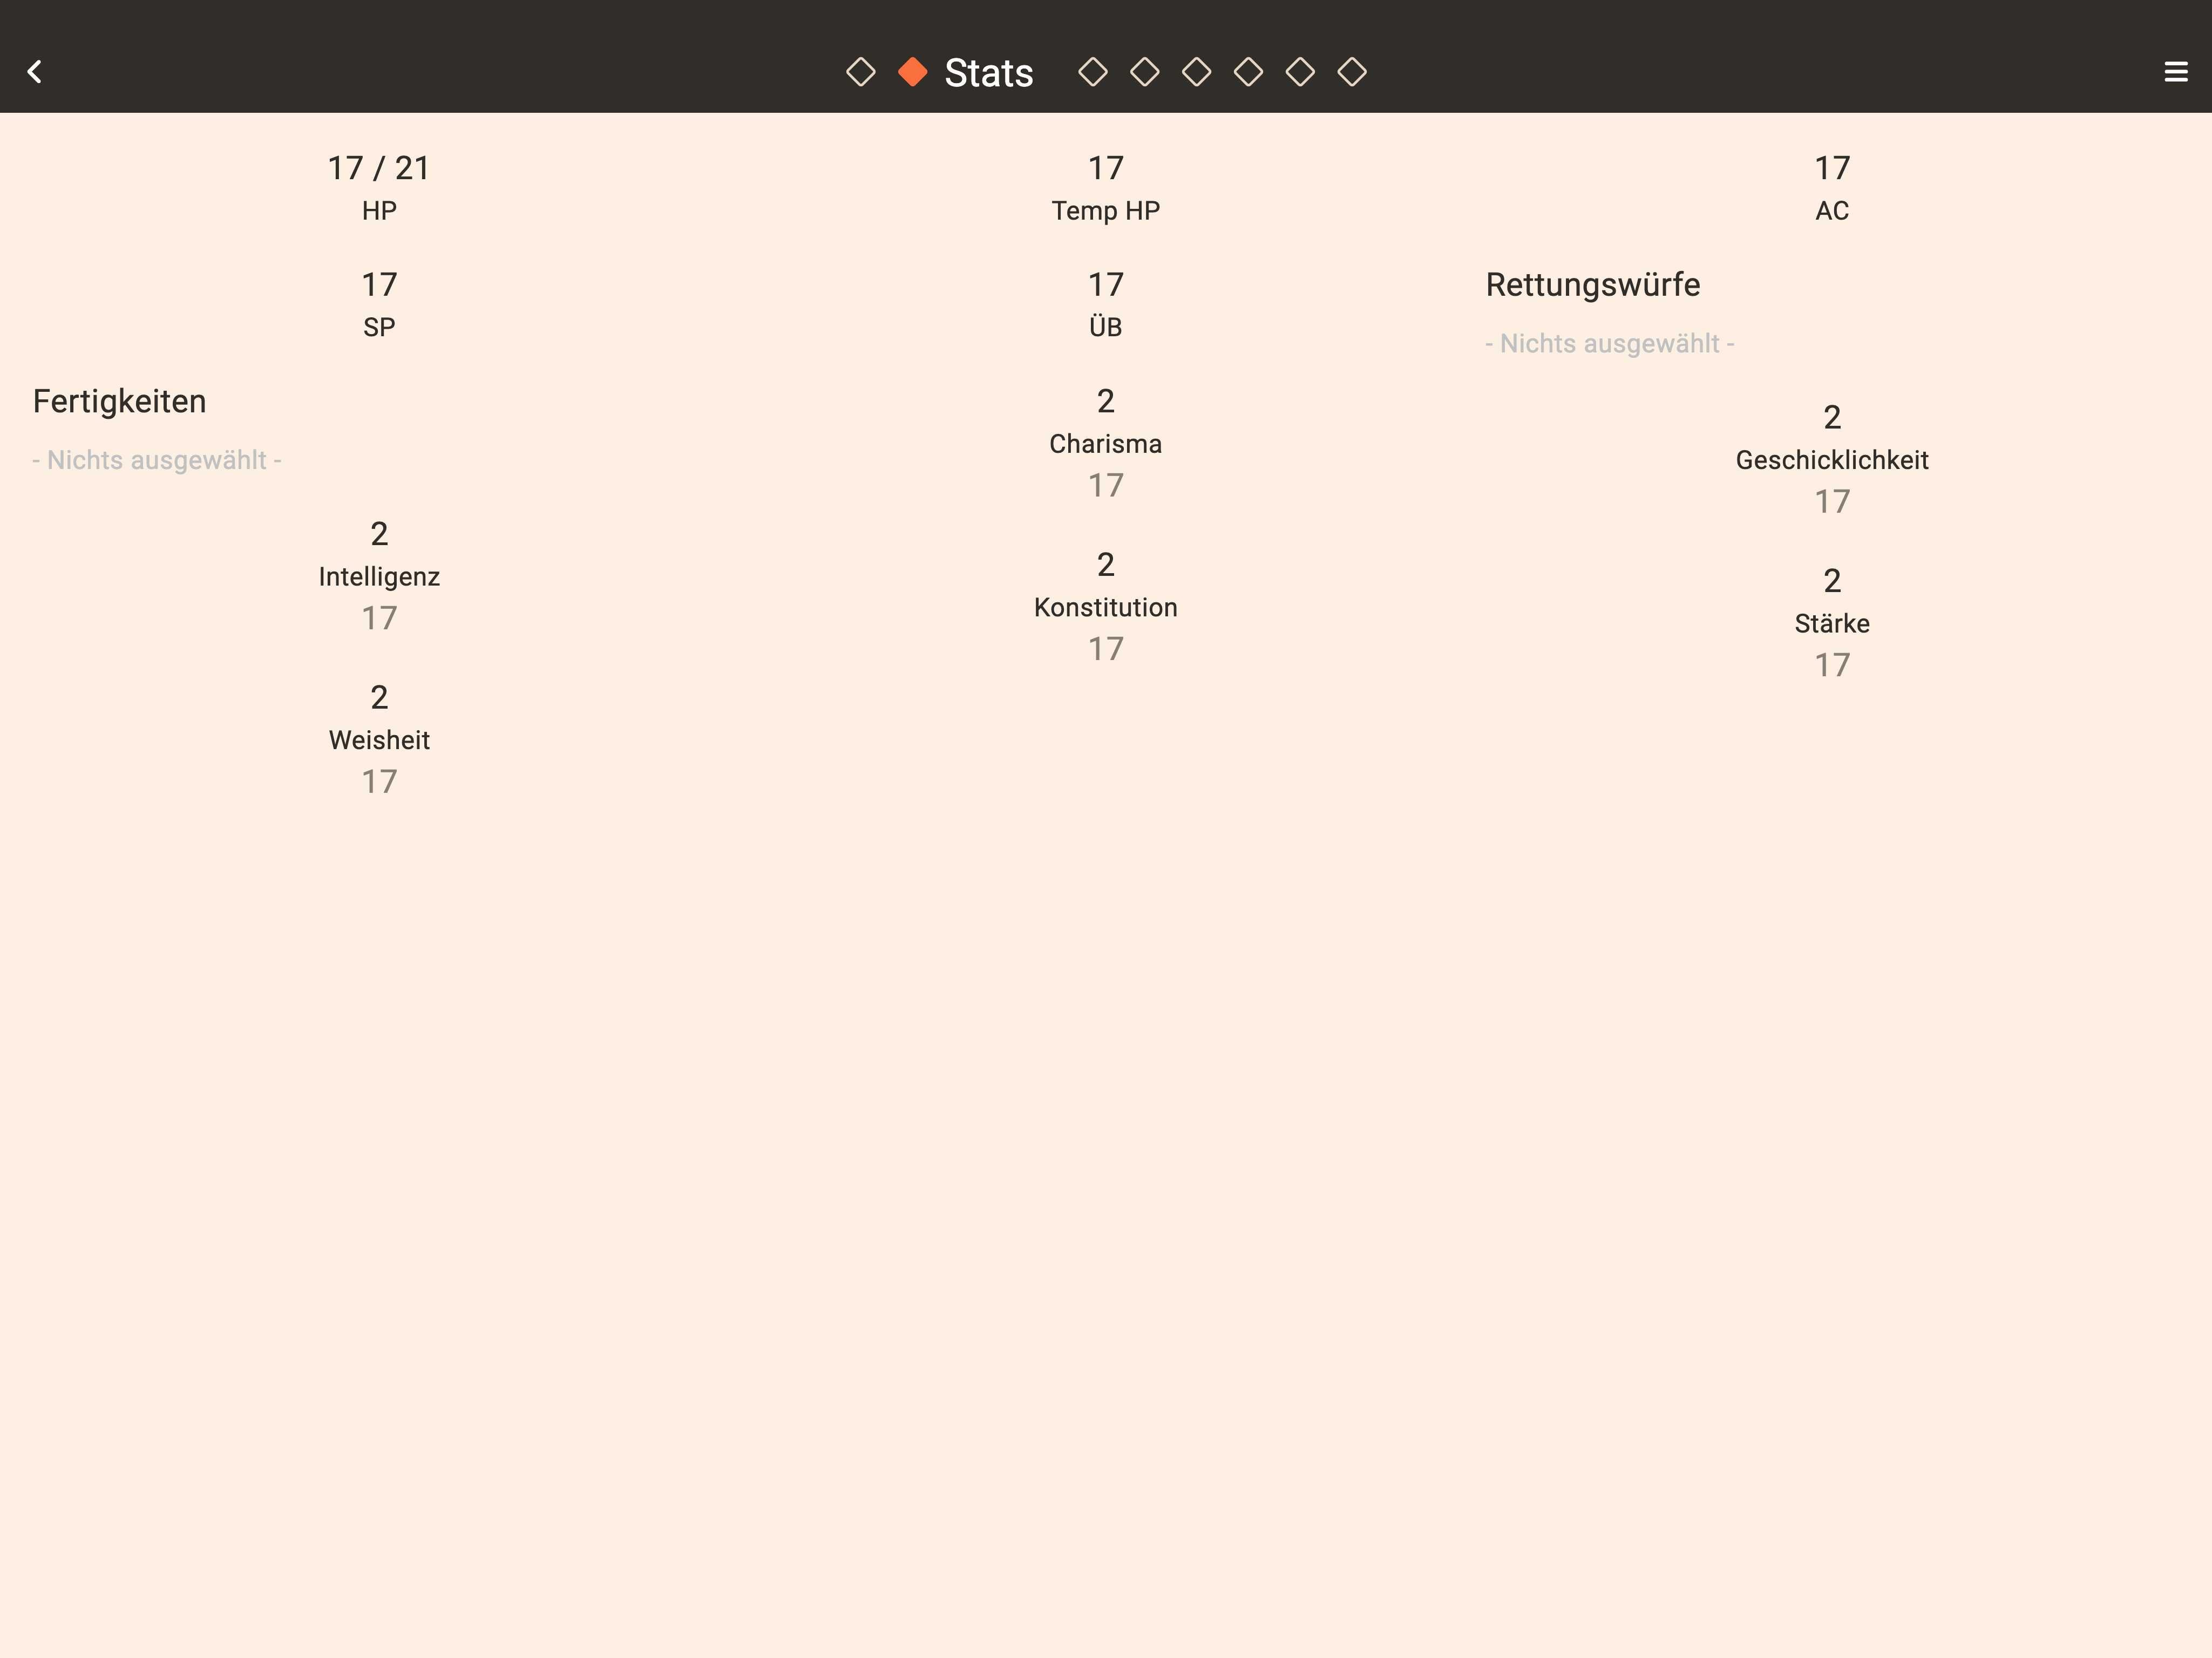 Stats
17 / 21
HP
17
Temp HP
17
AC
17
SP
17
ÜB
Rettungswürfe
- Nichts ausgewählt -
Fertigkeiten
- Nichts ausgewählt -
2
Charisma
17
2
Geschicklichkeit
17
2
Intelligenz
17
2
Konstitution
17
2
Stärke
17
2
Weisheit
17